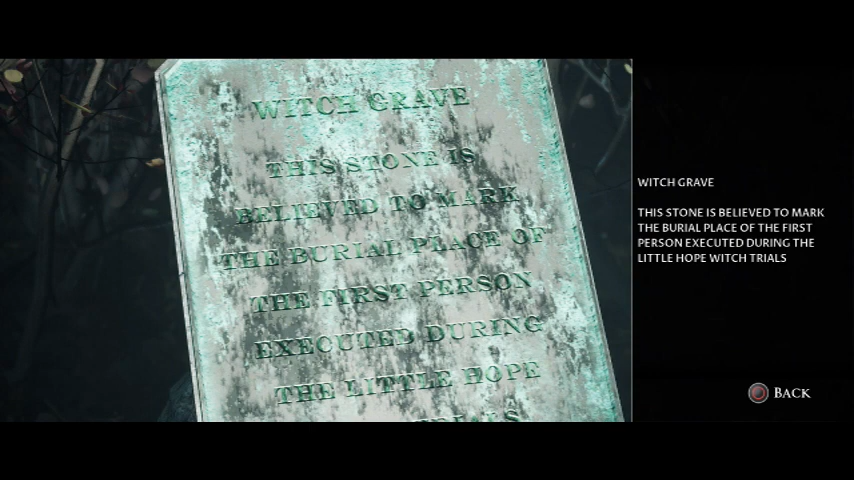 WITCH GRAVE
THIS STONE IS
BELIEVED TO MARK
THE BURIAL PLACE OF
THE FIRST PERSON
EXECUTED DURING
THE LITTLE HOPE
TRIALS
WITCH GRAVE
THIS STONE IS BELIEVED TO MARK
THE BURIAL PLACE OF THE FIRST
PERSON EXECUTED DURING THE
LITTLE HOPE WITCH TRIALS
BACK